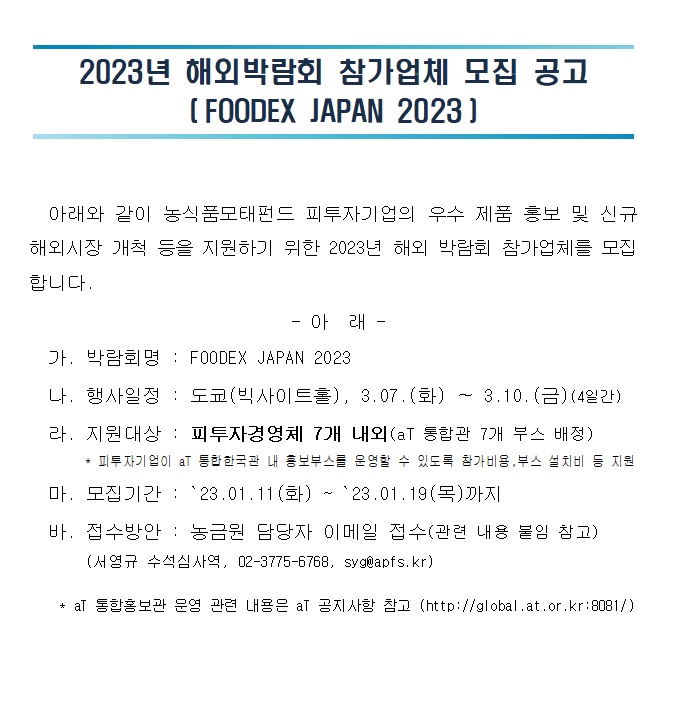 2023년 해외박람회 참가업체 모집 공고
(FOODEX JAPAN 2023)
아래와 같이 농식품모태펀드 피투자기업의 우수 제품 홍보 및 신규
해외시장 개척 등을 지원하기 위한 2023년 해외 박람회 참가업체를 모집
합니다.
- 아 래 -
가. 박람회명 : FOODEX JAPAN 2023
나. 행사일정 : 도쿄(빅사이트홀), 3.07.(화) ~ 3.10.(금)(4일간)
라. 지원대상 : 피투자경영체 7개 내외(aT 통합관 7개 부스 배정)
* 피투자기업이 aT 통합한국관 내 홍보부스를 운영할 수 있도록 참가비용,부스 설치비 등 지원
마. 모집기간 : `23.01.11(화) ~ `23.01.19(목)까지
바. 접수방안 : 농금원 담당자 이메일 접수(관련 내용 붙임 참고)
(서영규 수석심사역, 02-3775-6768, syg@apfs.kr)
* aT 통합홍보관 운영 관련 내용은 aT 공지사항 참고 (http://global.at.or.kr:8081/)